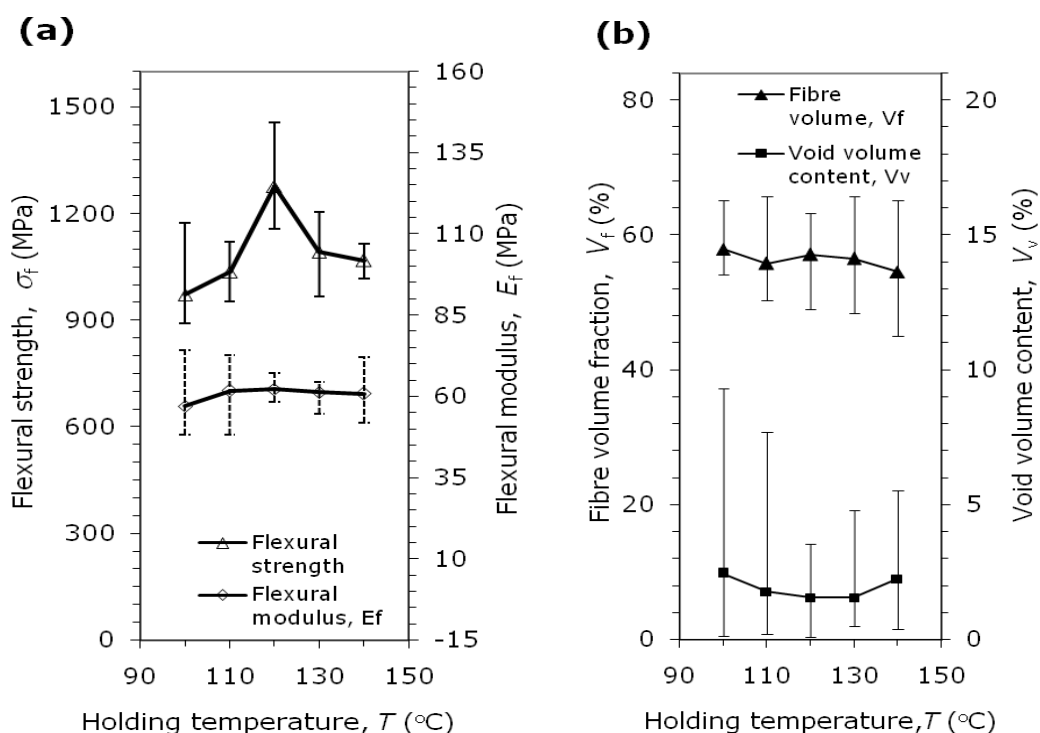 (a)
160
1500
135
1200
110
900
85
600
60
300
35
10
0
-15
90
110
130
150
Flexural strength, σf (MPa)
Flexural modulus, Ef (MPa)
Flexural
strength
Flexural
modulus, Ef
Holding temperature, T (°C)
(b)
80
60
40
20
0
20
15
10
5
0
90
110
130
150
Fibre volume fraction, Vf (%)
Void volume content, Vv (%)
Fibre
volume, Vf
Void volume
content, Vv
Holding temperature,T (°C)